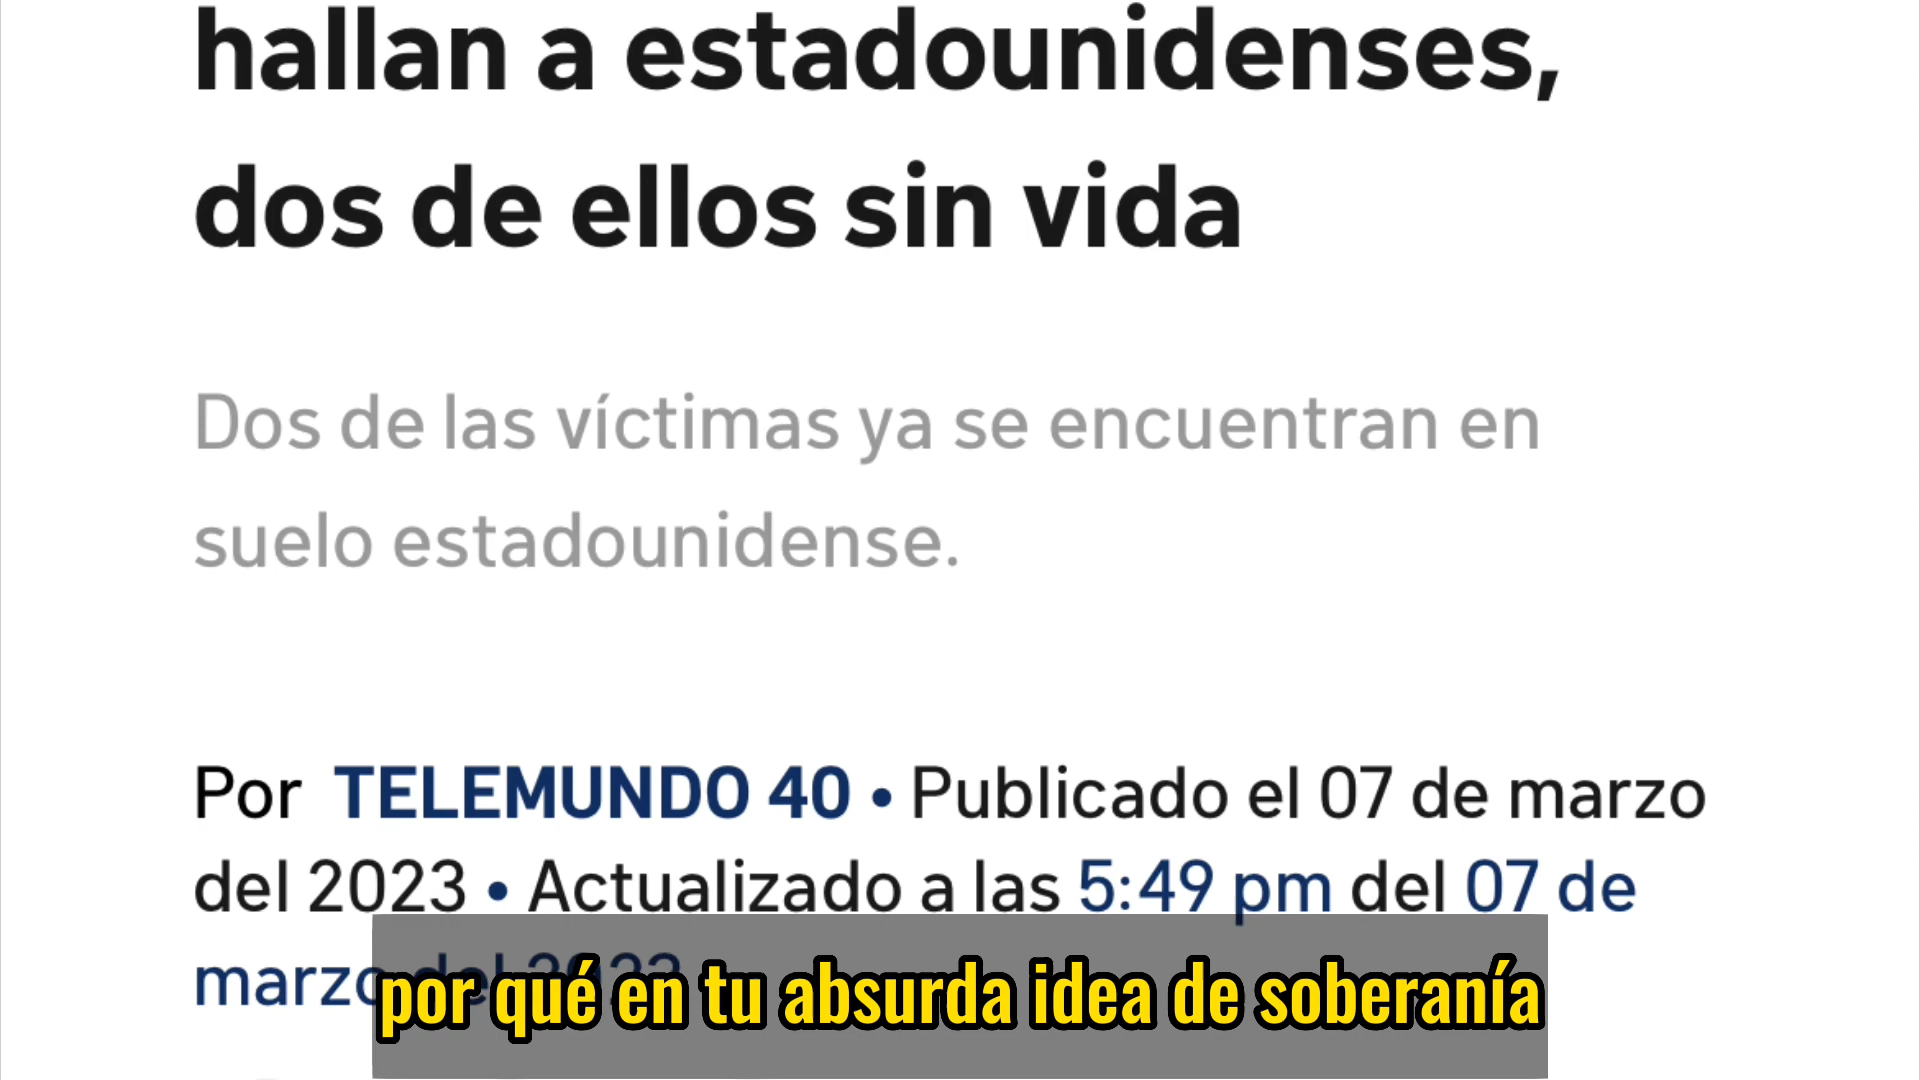 hallan a estadounidenses,
dos de ellos sin vida
Dos de las víctimas ya se encuentran en
suelo estadounidense.
Por TELEMUNDO 40 • Publicado el 07 de marzo
del 2023 • Actualizado a las 5:49 pm del 07 de
marzo del 2023
por qué en tu absurda idea de soberanía